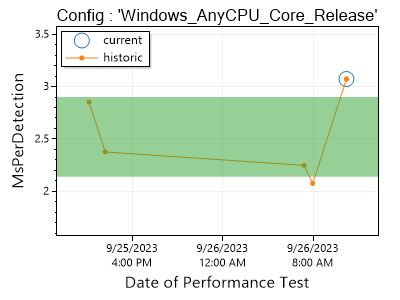 Config : 'Windows_AnyCPU_Core_Release'
current
historic
MsPerDetection
3.5
3
2.5
2
9/25/2023 9/26/2023 9/26/2023
4:00 PM 12:00 AM 8:00 AM
Date of Performance Test